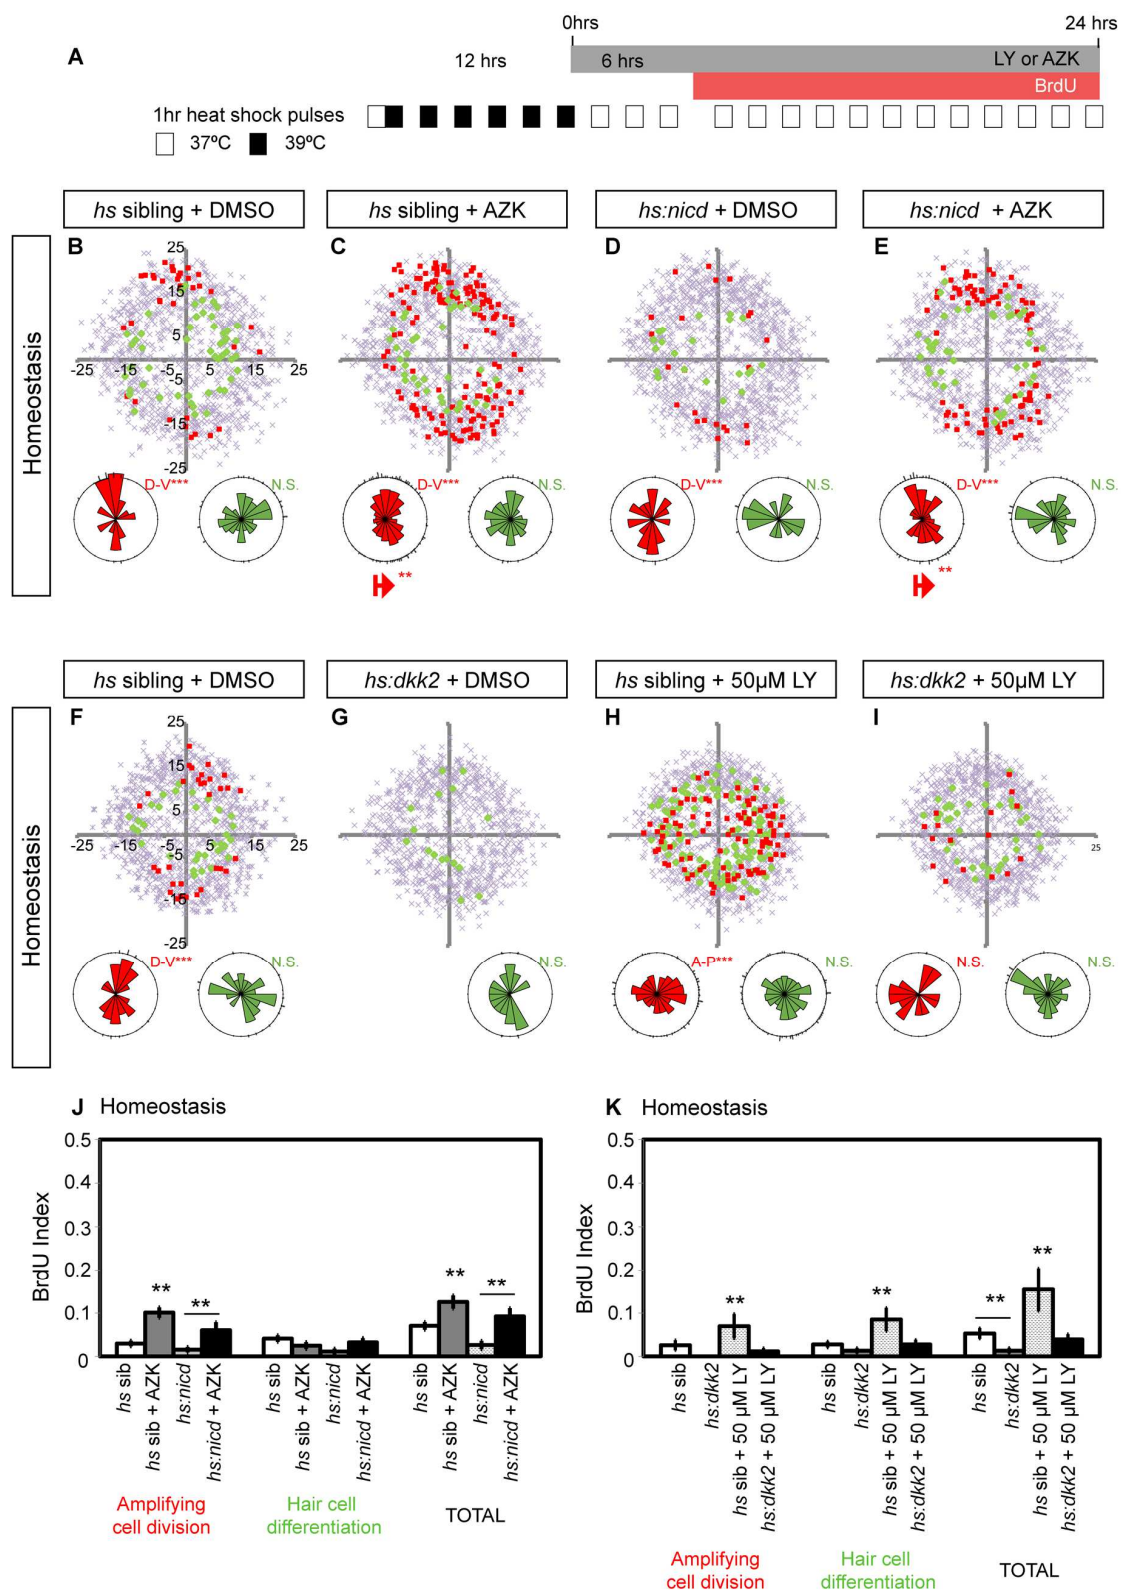 0hrs
24 hrs
A
12 hrs
6 hrs
LY or AZK
BrdU
1hr heat shock pulses
37ºC
39ºC
hs sibling + DMSO
hs sibling + AZK
hs:nicd + DMSO
hs:nicd + AZK
Homeostasis
B
25
15
5
-25
-15
-5
5
15
25
-5
-15
-25
C
D
E
D-V***
N.S.
D-V***
N.S.
D-V***
N.S.
D-V***
N.S.
**
**
hs sibling + DMSO
hs:dkk2 + DMSO
hs sibling + 50µM LY
hs:dkk2 + 50µM LY
Homeostasis
F
25
15
5
-25
-15
-5
5
15
25
-5
-15
-25
G
H
I
25
D-V***
N.S.
N.S.
A-P***
N.S.
N.S.
N.S.
J Homeostasis
BrdU Index
0.5
0.4
0.3
0.2
0.1
0
**
**
**
**
hs sib
hs sib + AZK
hs:nicd
hs:nicd + AZK
hs sib
hs sib + AZK
hs:nicd
hs:nicd + AZK
hs sib
hs sib + AZK
hs:nicd
hs:nicd + AZK
Amplifying
cell division
Hair cell
differentiation
TOTAL
K Homeostasis
BrdU Index
0.5
0.4
0.3
0.2
0.1
0
**
**
**
**
hs sib
hs:dkk2
hs sib + 50 µM LY
hs:dkk2 + 50 µM LY
hs sib
hs:dkk2
hs sib + 50 µM LY
hs:dkk2 + 50 µM LY
hs sib
hs:dkk2
hs sib + 50 µM LY
hs:dkk2 + 50 µM LY
Amplifying
cell division
Hair cell
differentiation
TOTAL